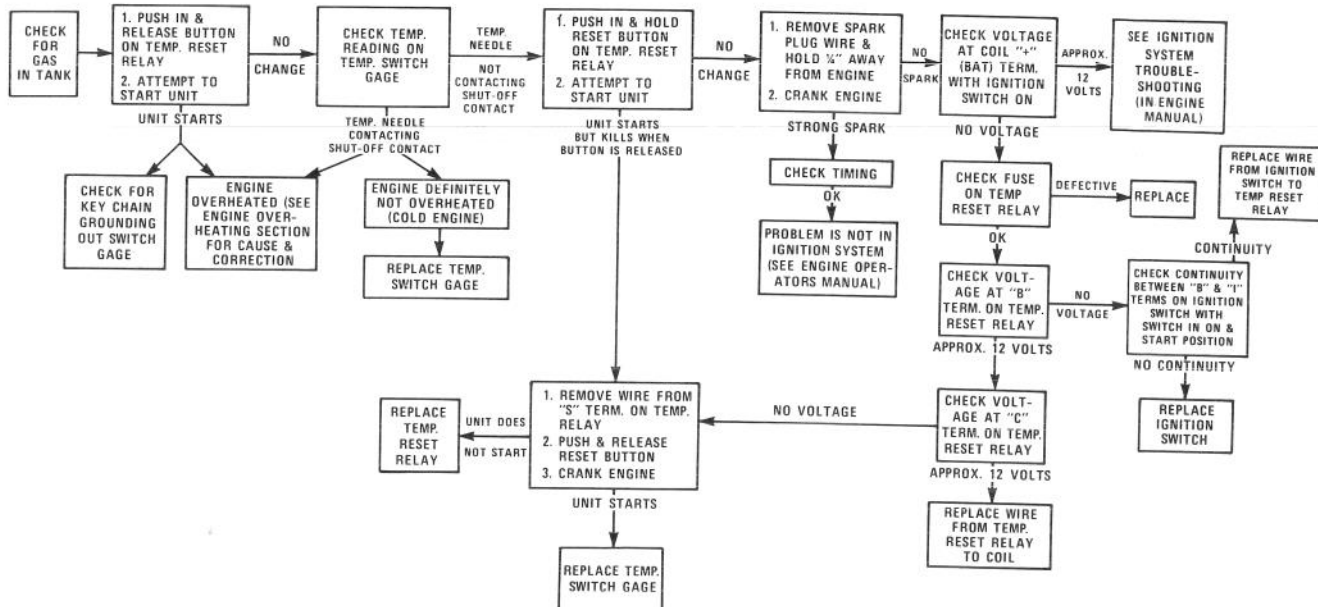 CHECK
FOR
GAS
IN TANK
1. PUSH IN &
RELEASE BUTTON
ON TEMP. RESET
RELAY
2. ATTEMPT TO
START UNIT
NO
CHANGE
CHECK TEMP.
READING ON
TEMP. SWITCH
GAGE
TEMP.
NEEDLE
NOT
CONTACTING
SHUT-OFF
CONTACT
1. PUSH IN & HOLD
RESET BUTTON
ON TEMP. RESET
RELAY
2. ATTEMPT TO
START UNIT
NO
CHANGE
1. REMOVE SPARK
PLUG WIRE &
HOLD ¼" AWAY
FROM ENGINE
2. CRANK ENGINE
NO
SPARK
CHECK VOLTAGE
AT COIL "+"
(BAT) TERM.
WITH IGNITION
SWITCH ON
APPROX.
12
VOLTS
SEE IGNITION
SYSTEM
TROUBLE-
SHOOTING
(IN ENGINE
MANUAL)
UNIT STARTS
TEMP. NEEDLE
CONTACTING
SHUT-OFF CONTACT
UNIT STARTS
BUT KILLS WHEN
BUTTON IS RELEASED
STRONG SPARK
NO VOLTAGE
CHECK FOR
KEY CHAIN
GROUNDING
OUT SWITCH
GAGE
ENGINE
OVERHEATED (SEE
ENGINE OVER-
HEATING SECTION
FOR CAUSE &
CORRECTION
ENGINE DEFINITELY
NOT OVERHEATED
(COLD ENGINE)
REPLACE TEMP.
SWITCH GAGE
CHECK TIMING
OK
PROBLEM IS NOT IN
IGNITION SYSTEM
(SEE ENGINE OPER-
ATORS MANUAL)
CHECK FUSE
ON TEMP
RESET RELAY
DEFECTIVE
REPLACE
REPLACE WIRE
FROM IGNITION
SWITCH TO
TEMP RESET
RELAY
OK
CONTINUITY
CHECK VOLT-
AGE AT "B"
TERM. ON TEMP.
RESET RELAY
NO
VOLTAGE
CHECK CONTINUITY
BETWEEN "B" & "I"
TERMS ON IGNITION
SWITCH WITH
SWITCH IN ON &
START POSITION
APPROX. 12 VOLTS
NO CONTINUITY
REPLACE
IGNITION
SWITCH
CHECK VOLT-
AGE AT "C"
TERM. ON TEMP.
RESET RELAY
NO VOLTAGE
1. REMOVE WIRE FROM
"S" TERM. ON TEMP.
RELAY
2. PUSH & RELEASE
RESET BUTTON
3. CRANK ENGINE
UNIT DOES
NOT START
REPLACE
TEMP.
RESET
RELAY
APPROX. 12 VOLTS
REPLACE WIRE
FROM TEMP.
RESET RELAY
TO COIL
UNIT STARTS
REPLACE TEMP.
SWITCH GAGE